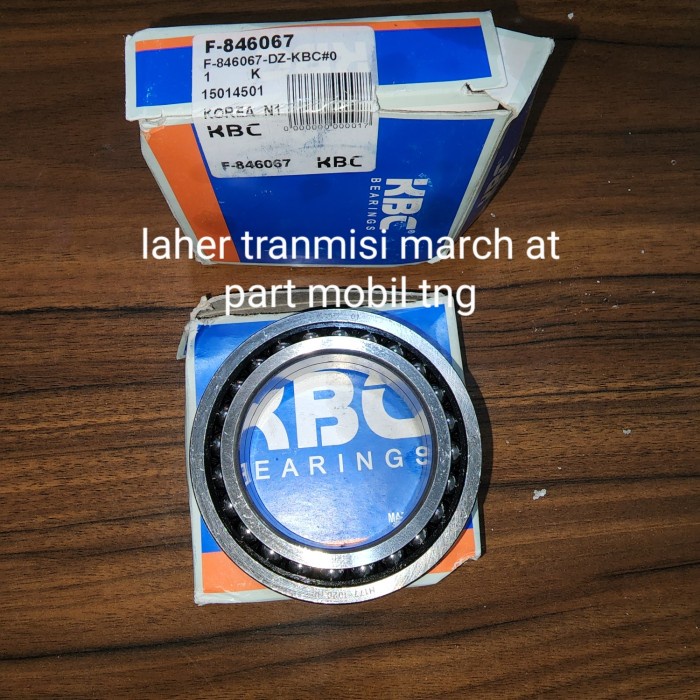 F-846067
F-846067-DZ-KBC#0
1 K
15014501
KOREA N1
KBC
F-846067 KBC
KBC
BEARINGS
laher tranmisi march at
part mobil tng
KBC
BEARINGS